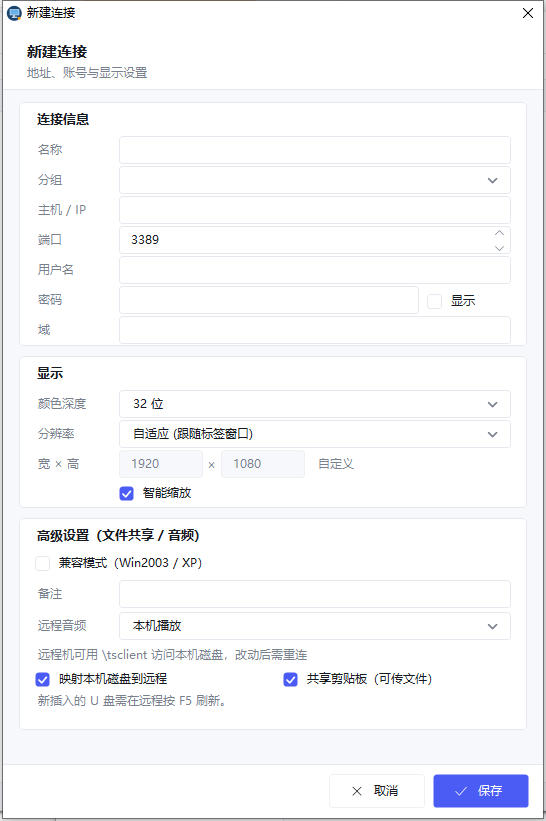 新建连接
新建连接
地址、账号与显示设置
连接信息
名称
分组
主机 / IP
端口 3389
用户名
密码 显示
域
显示
颜色深度 32 位
分辨率 自适应 (跟随标签窗口)
宽 × 高 1920 × 1080 自定义
智能缩放
高级设置（文件共享 / 音频）
兼容模式（Win2003 / XP）
备注
远程音频 本机播放
远程机可用 \tsclient 访问本机磁盘，改动后需重连
映射本机磁盘到远程 共享剪贴板（可传文件）
新插入的 U 盘需在远程按 F5 刷新。
取消 保存